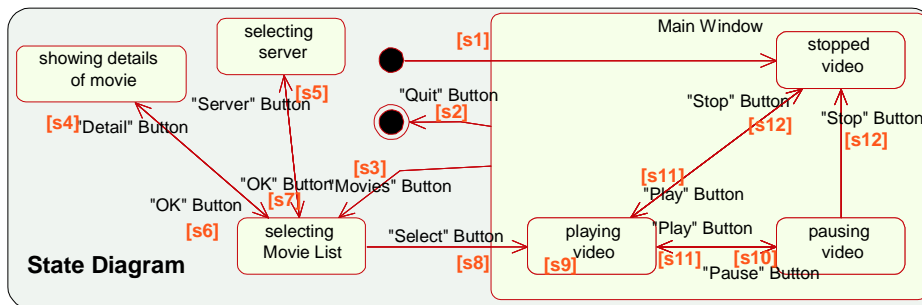 Main Window
selecting
server
[s1]
stopped
video
showing details
of movie
[s5]
"Server" Button
"Quit" Button
[s2]
"Stop" Button
[s4]
"Detail" Button
[s12]
"Stop" Button
[s12]
[s3]
"OK" Button
"Movies" Button
[s11]
"Play" Button
[s7]
"OK" Button
[s6]
selecting
Movie List
"Select" Button
[s8]
playing
video
[s9]
"Play" Button
[s11]
[s10]
"Pause" Button
pausing
video
State Diagram